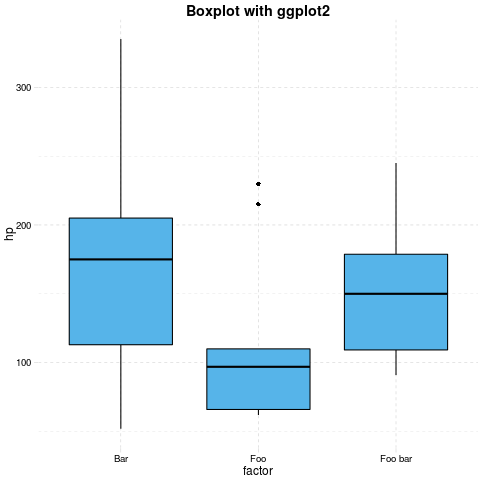 Boxplot with ggplot2
hp
300
200
100
Bar
Foo
Foo bar
factor